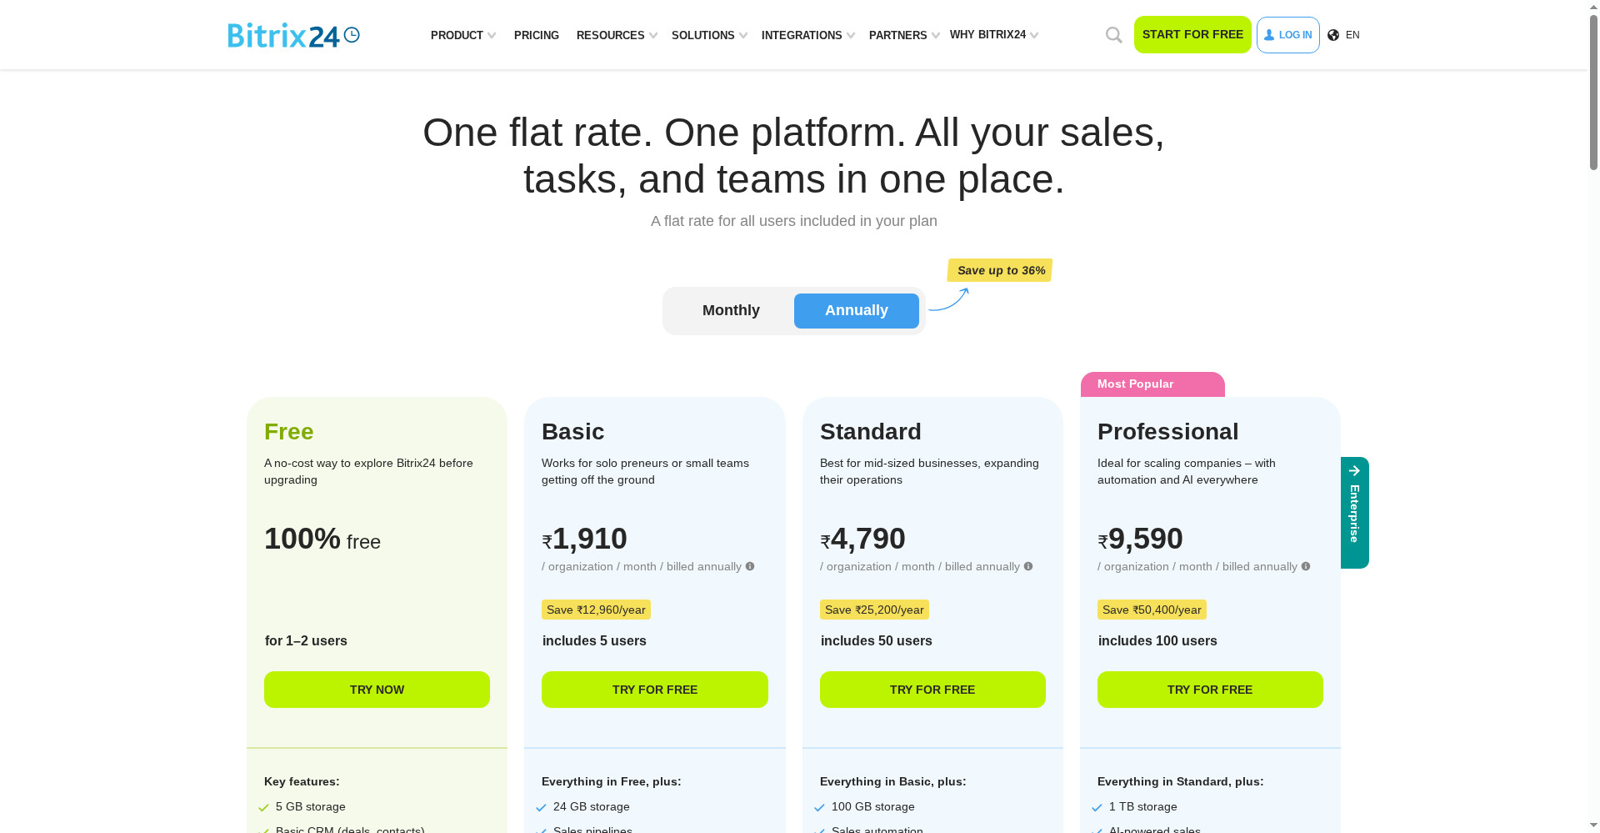 Bitrix24
PRODUCT
PRICING
RESOURCES
SOLUTIONS
INTEGRATIONS
PARTNERS
WHY BITRIX24
START FOR FREE
LOG IN
EN
One flat rate. One platform. All your sales,
tasks, and teams in one place.
A flat rate for all users included in your plan
Save up to 36%
Monthly
Annually
Free
A no-cost way to explore Bitrix24 before
upgrading
100% free
for 1–2 users
TRY NOW
Key features:
5 GB storage
Basic CRM (deals, contacts)
Basic
Works for solo preneurs or small teams
getting off the ground
₹1,910
/ organization / month / billed annually
Save ₹12,960/year
includes 5 users
TRY FOR FREE
Everything in Free, plus:
24 GB storage
Sales pipelines
Standard
Best for mid-sized businesses, expanding
their operations
₹4,790
/ organization / month / billed annually
Save ₹25,200/year
includes 50 users
TRY FOR FREE
Everything in Basic, plus:
100 GB storage
Sales automation
Most Popular
Professional
Ideal for scaling companies – with
automation and AI everywhere
₹9,590
/ organization / month / billed annually
Save ₹50,400/year
includes 100 users
TRY FOR FREE
Everything in Standard, plus:
1 TB storage
AI-powered sales
Enterprise